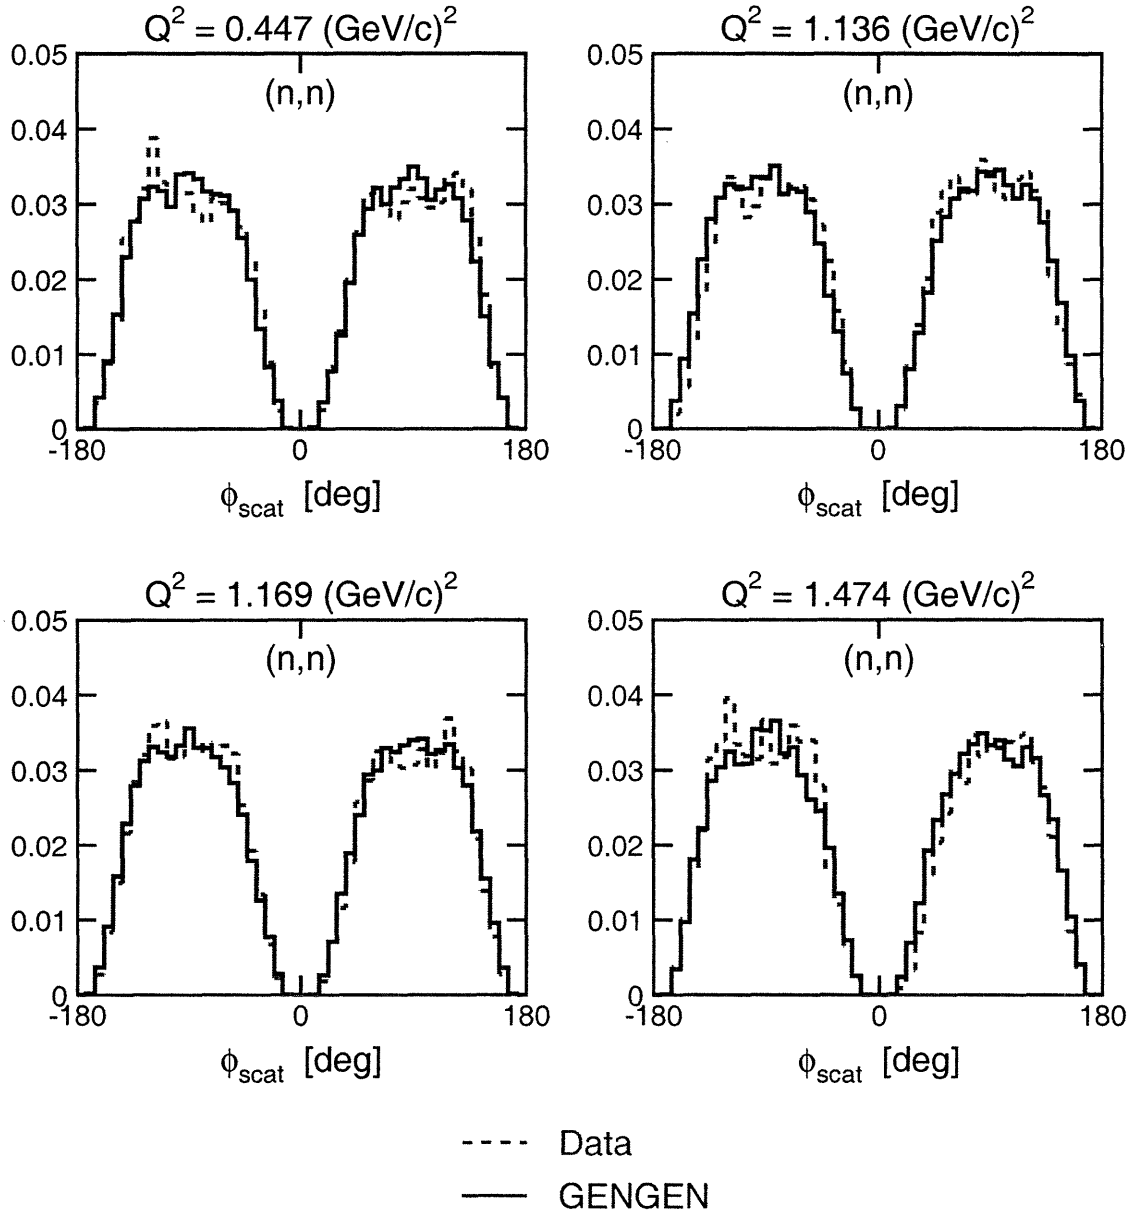 Q² = 0.447 (GeV/c)²
0.05
0.04
0.03
0.02
0.01
0
(n,n)
-180 0 180
ϕscat [deg]
Q² = 1.136 (GeV/c)²
0.05
0.04
0.03
0.02
0.01
0
(n,n)
-180 0 180
ϕscat [deg]
Q² = 1.169 (GeV/c)²
0.05
0.04
0.03
0.02
0.01
0
(n,n)
-180 0 180
ϕscat [deg]
Q² = 1.474 (GeV/c)²
0.05
0.04
0.03
0.02
0.01
0
(n,n)
-180 0 180
ϕscat [deg]
Data
GENGEN